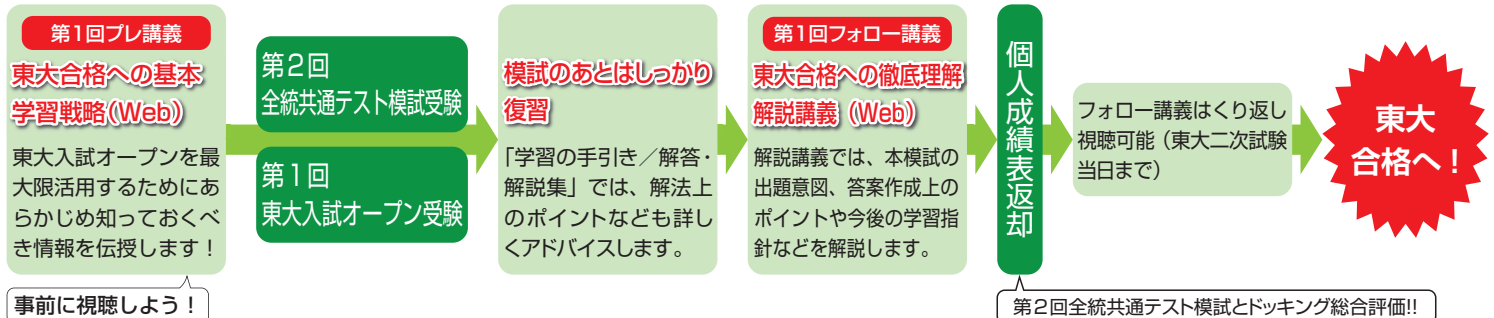 第1回プレ講義
東大合格への基本
学習戦略（Web）
東大入試オープンを最
大限活用するためにあ
らかじめ知っておくべ
き情報を伝授します！
事前に視聴しよう！
第２回
全統共通テスト模試受験
第１回
東大入試オープン受験
模試のあとはしっかり
復習
「学習の手引き／解答・
解説集」では、解法上
のポイントなども詳し
くアドバイスします。
第1回フォロー講義
東大合格への徹底理解
解説講義（Web）
解説講義では、本模試の
出題意図、答案作成上の
ポイントや今後の学習指
針などを解説します。
個人成績表返却
第２回全統共通テスト模試とドッキング総合評価!!
フォロー講義はくり返し
視聴可能（東大二次試験
当日まで）
東大
合格へ！